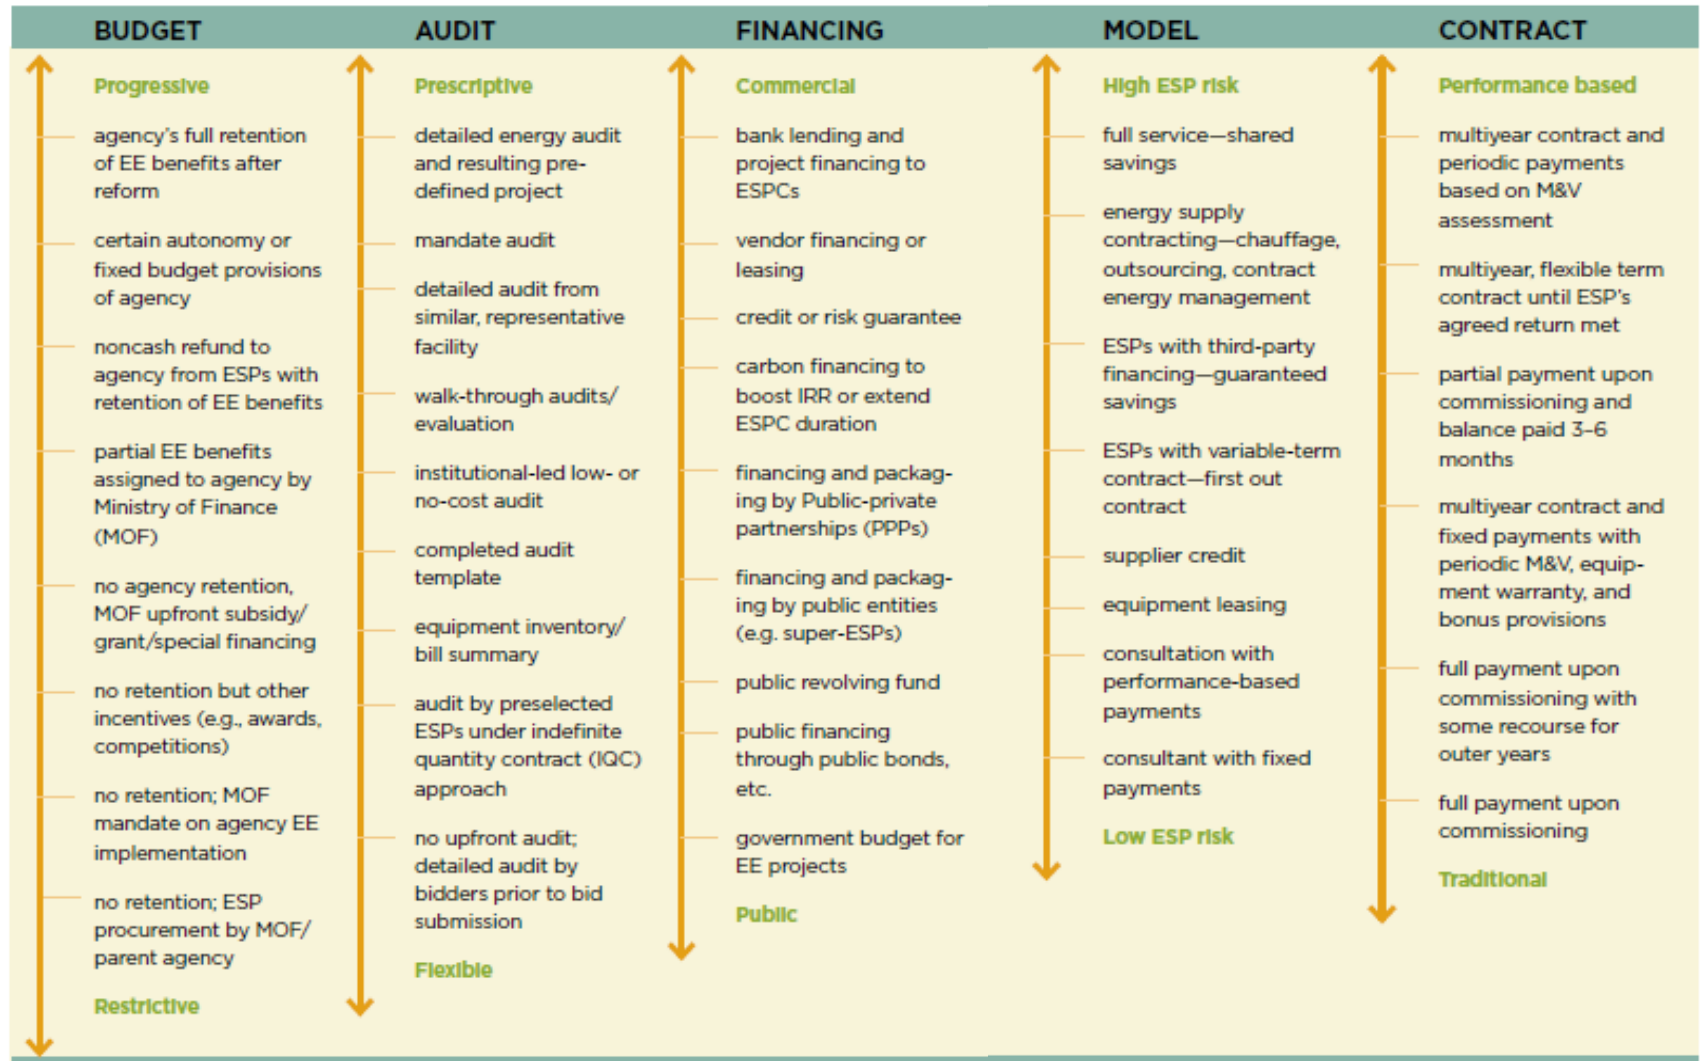 BUDGET
Progressive
agency's full retention
of EE benefits after
reform
certain autonomy or
fixed budget provisions
of agency
noncash refund to
agency from ESPs with
retention of EE benefits
partial EE benefits
assigned to agency by
Ministry of Finance
(MOF)
no agency retention,
MOF upfront subsidy/
grant/special financing
no retention but other
incentives (e.g., awards,
competitions)
no retention; MOF
mandate on agency EE
implementation
no retention; ESP
procurement by MOF/
parent agency
Restrictive
AUDIT
Prescriptive
detailed energy audit
and resulting pre-
defined project
mandate audit
detailed audit from
similar, representative
facility
walk-through audits/
evaluation
institutional-led low- or
no-cost audit
completed audit
template
equipment inventory/
bill summary
audit by preselected
ESPs under indefinite
quantity contract (IQC)
approach
no upfront audit;
detailed audit by
bidders prior to bid
submission
Flexible
FINANCING
Commercial
bank lending and
project financing to
ESPCs
vendor financing or
leasing
credit or risk guarantee
carbon financing to
boost IRR or extend
ESPC duration
financing and packag-
ing by Public-private
partnerships (PPPs)
financing and packag-
ing by public entities
(e.g. super-ESPs)
public revolving fund
public financing
through public bonds,
etc.
government budget for
EE projects
Public
MODEL
High ESP risk
full service—shared
savings
energy supply
contracting—chauffage,
outsourcing, contract
energy management
ESPs with third-party
financing—guaranteed
savings
ESPs with variable-term
contract—first out
contract
supplier credit
equipment leasing
consultation with
performance-based
payments
consultant with fixed
payments
Low ESP risk
CONTRACT
Performance based
multiyear contract and
periodic payments
based on M&V
assessment
multiyear, flexible term
contract until ESP's
agreed return met
partial payment upon
commissioning and
balance paid 3–6
months
multiyear contract and
fixed payments with
periodic M&V, equip-
ment warranty, and
bonus provisions
full payment upon
commissioning with
some recourse for
outer years
full payment upon
commissioning
Traditional